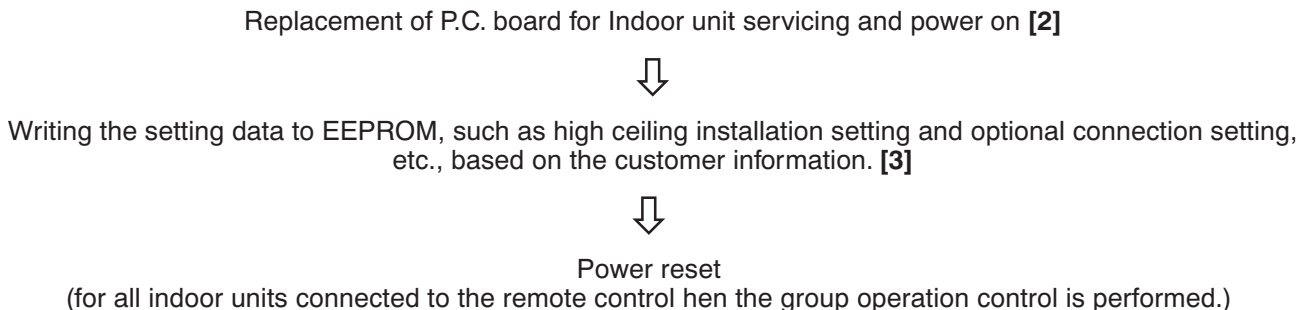 Replacement of P.C. board for Indoor unit servicing and power on [2]
Writing the setting data to EEPROM, such as high ceiling installation setting and optional connection setting,
etc., based on the customer information. [3]
Power reset
(for all indoor units connected to the remote control hen the group operation control is performed.)